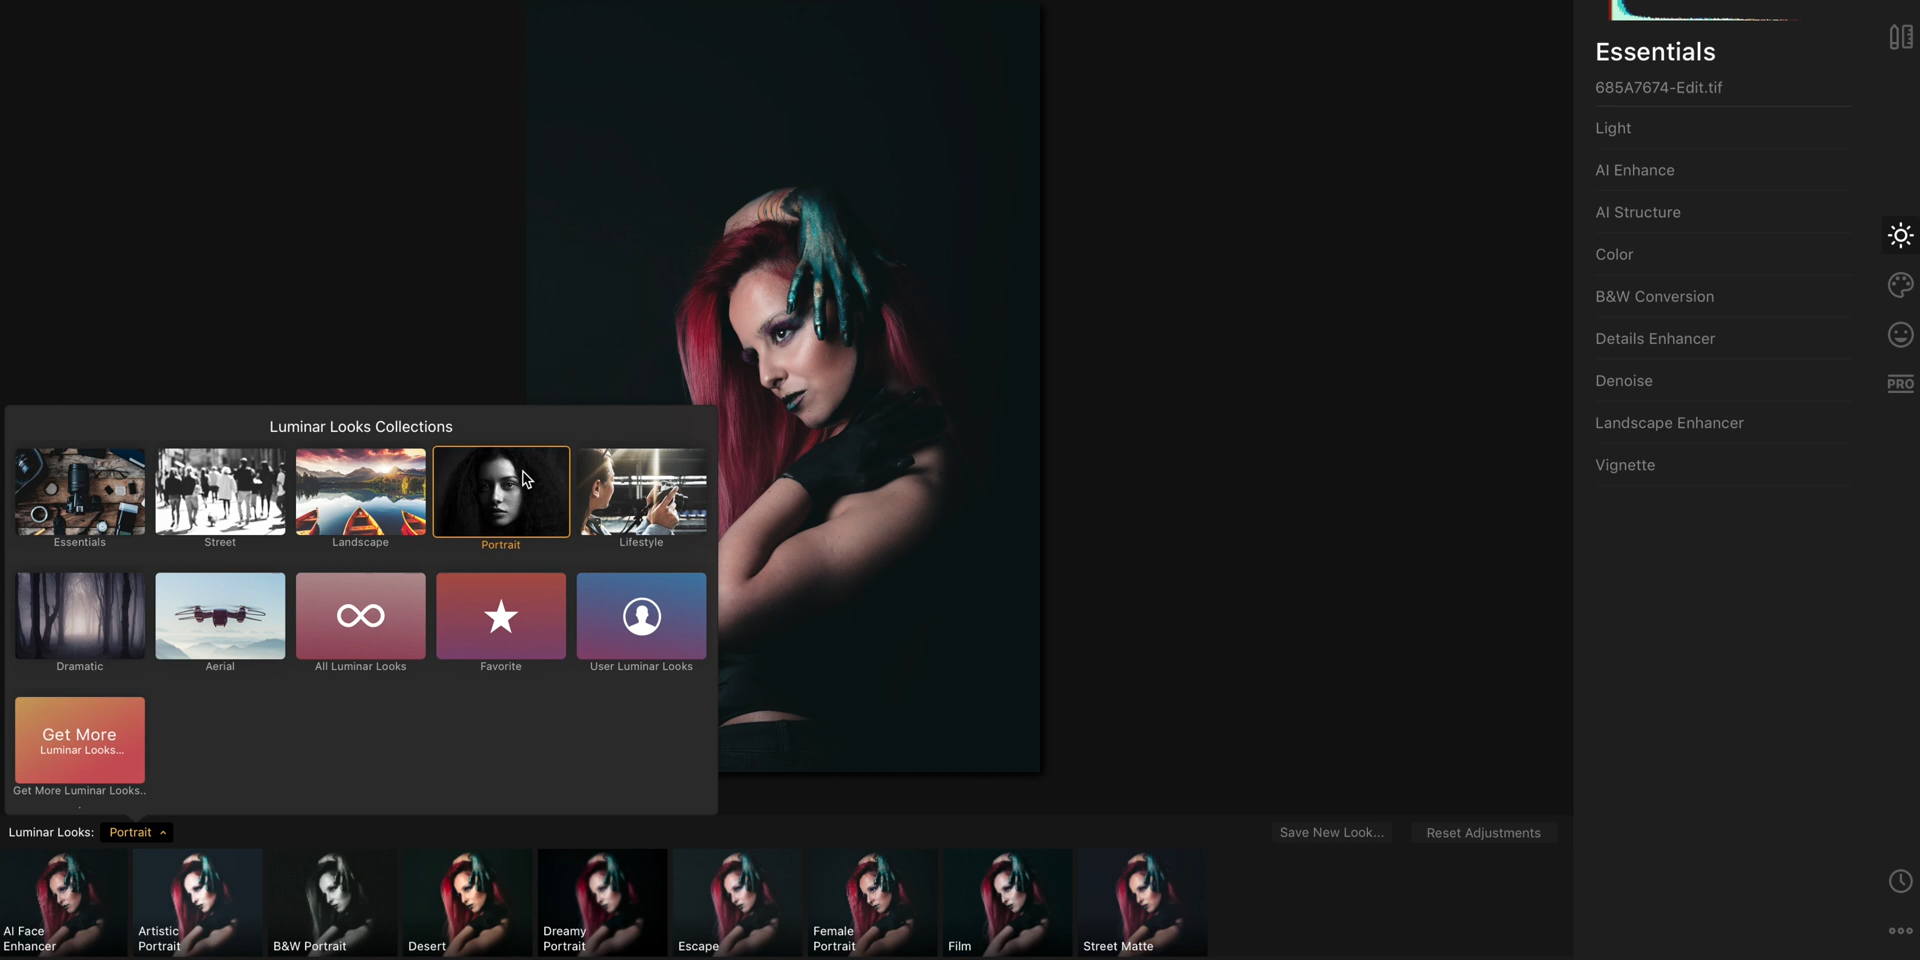 Essentials
685A7674-Edit.tif
Light
AI Enhance
AI Structure
Color
B&W Conversion
Details Enhancer
Denoise
Landscape Enhancer
Vignette
PRO
Luminar Looks Collections
Essentials
Street
Landscape
Portrait
Lifestyle
Dramatic
Aerial
All Luminar Looks
Favorite
User Luminar Looks
Get More
Luminar Looks...
Get More Luminar Looks..
.
Luminar Looks:
Portrait
Save New Look...
Reset Adjustments
AI Face
Enhancer
Artistic
Portrait
B&W Portrait
Desert
Dreamy
Portrait
Escape
Female
Portrait
Film
Street Matte